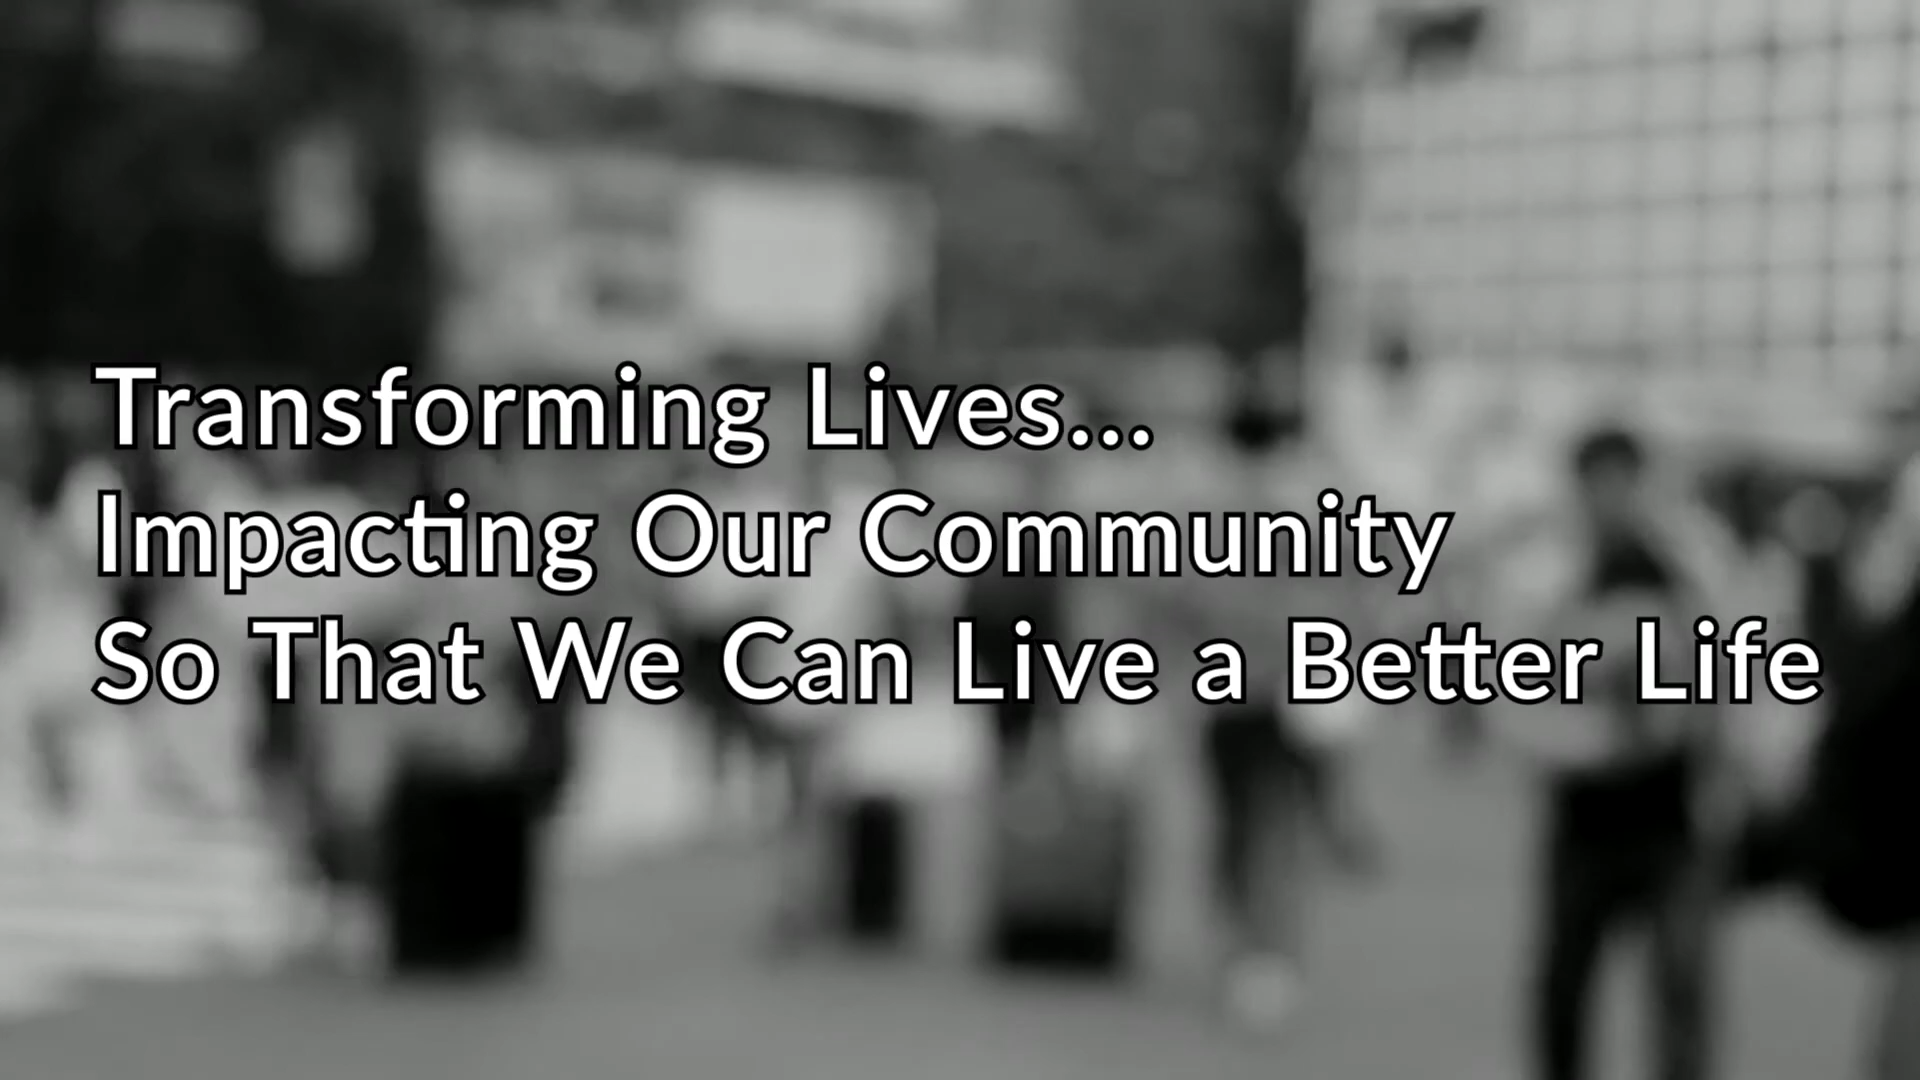 Transforming Lives...
Impacting Our Community
So That We Can Live a Better Life